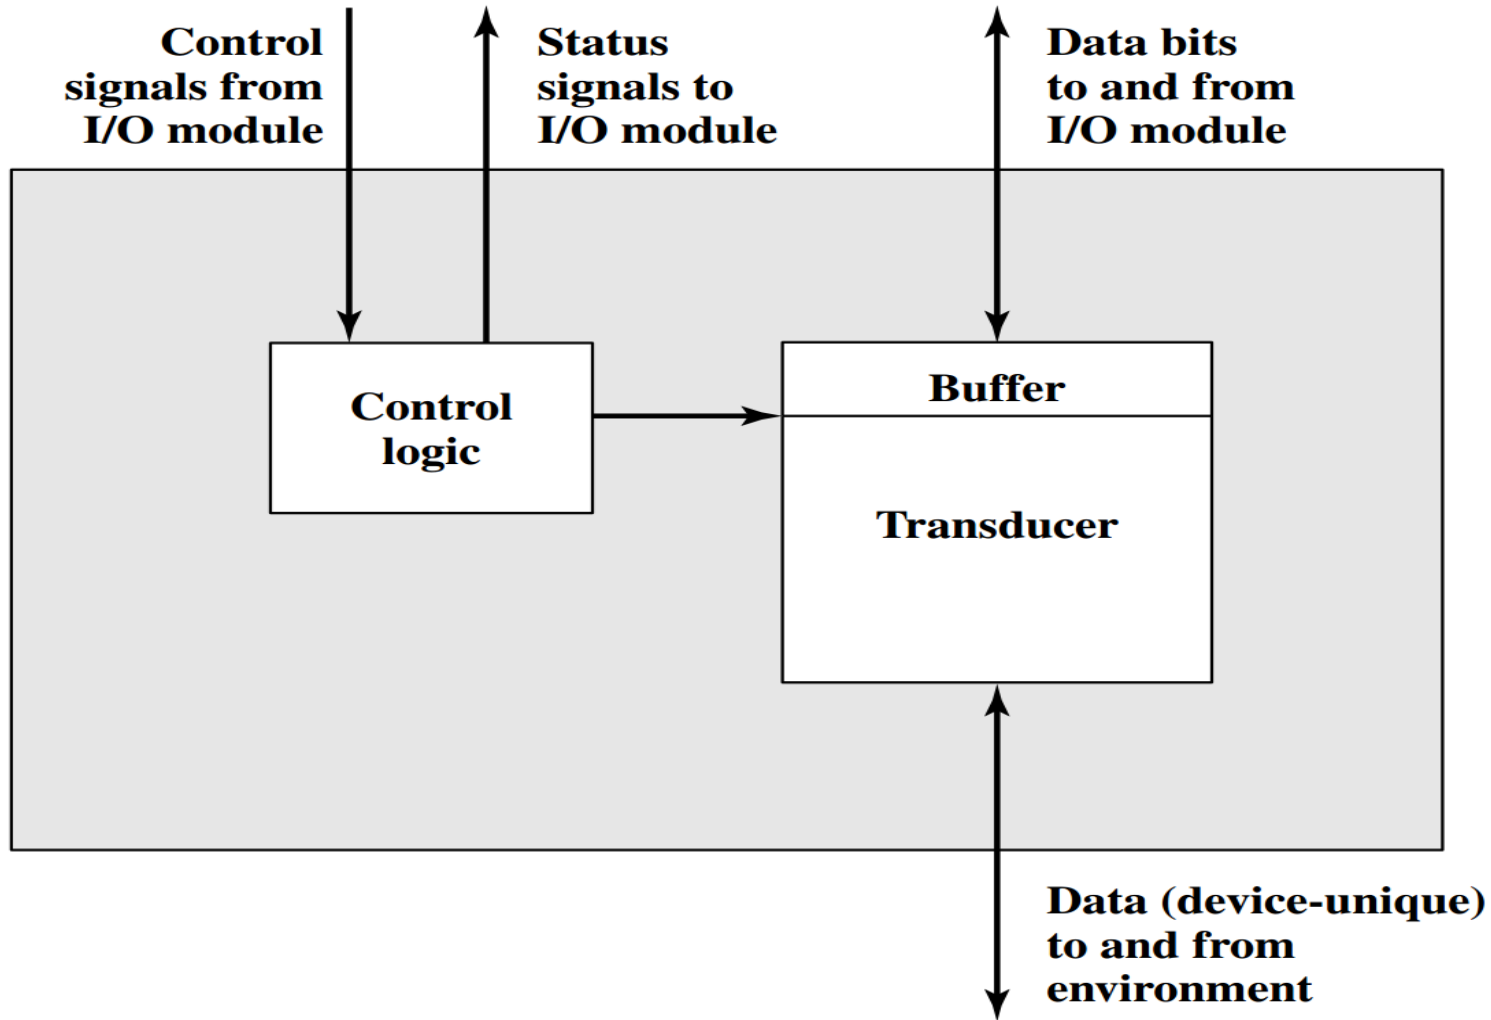 Control
signals from
I/O module
Status
signals to
I/O module
Data bits
to and from
I/O module
Control
logic
Buffer
Transducer
Data (device-unique)
to and from
environment